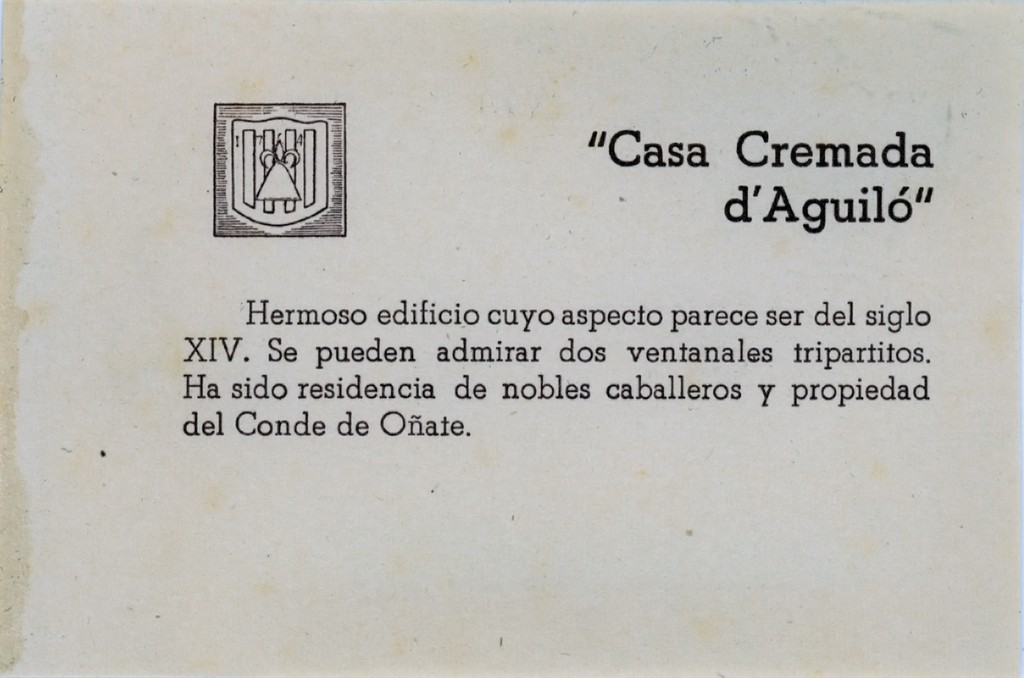 "Casa Cremada
d'Aguiló"
Hermoso edificio cuyo aspecto parece ser del siglo
XIV. Se pueden admirar dos ventanales tripartitos.
Ha sido residencia de nobles caballeros y propiedad
del Conde de Oñate.